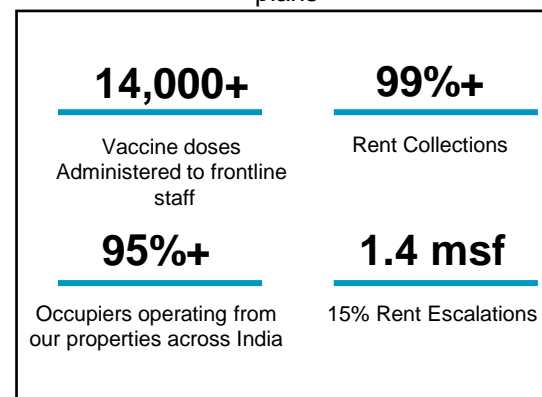 plans
14,000+
Vaccine doses
Administered to frontline
staff
99%+
Rent Collections
95%+
Occupiers operating from
our properties across India
1.4 msf
15% Rent Escalations